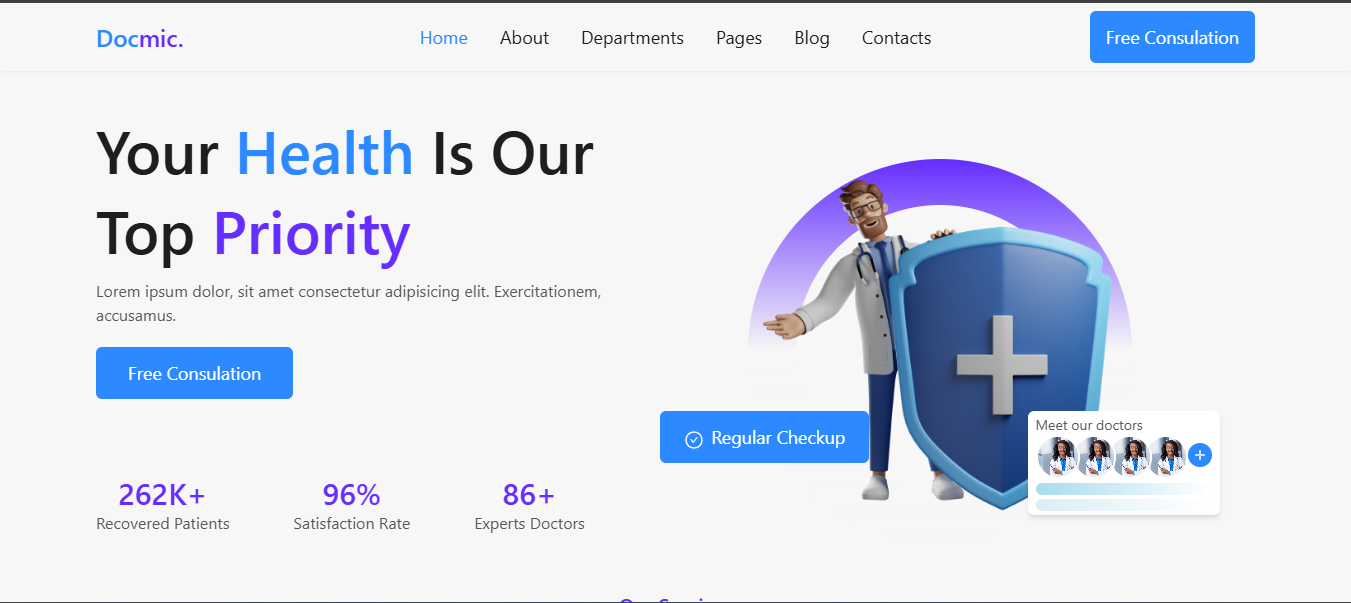 Docmic.
Home About Departments Pages Blog Contacts
Free Consulation
Your Health Is Our
Top Priority
Lorem ipsum dolor, sit amet consectetur adipisicing elit. Exercitationem,
accusamus.
Free Consulation
Regular Checkup
Meet our doctors
262K+ 96% 86+
Recovered Patients Satisfaction Rate Experts Doctors